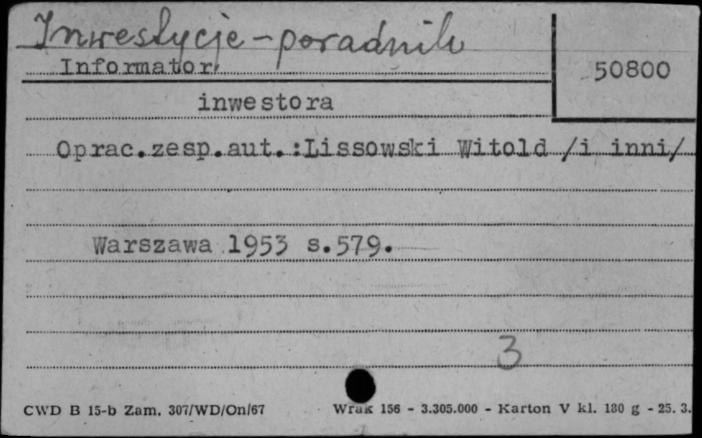 Inwestycje - poradnik
Informator
50800
inwestora
Oprac.zesp.aut.:Lissowski Witold /i inni/
Warszawa 1953 s.579.
3
CWD B 15-b Zam. 307/WD/On/67
Wrak 156 - 3.305.000 - Karton V kl. 180 g - 25. 3.